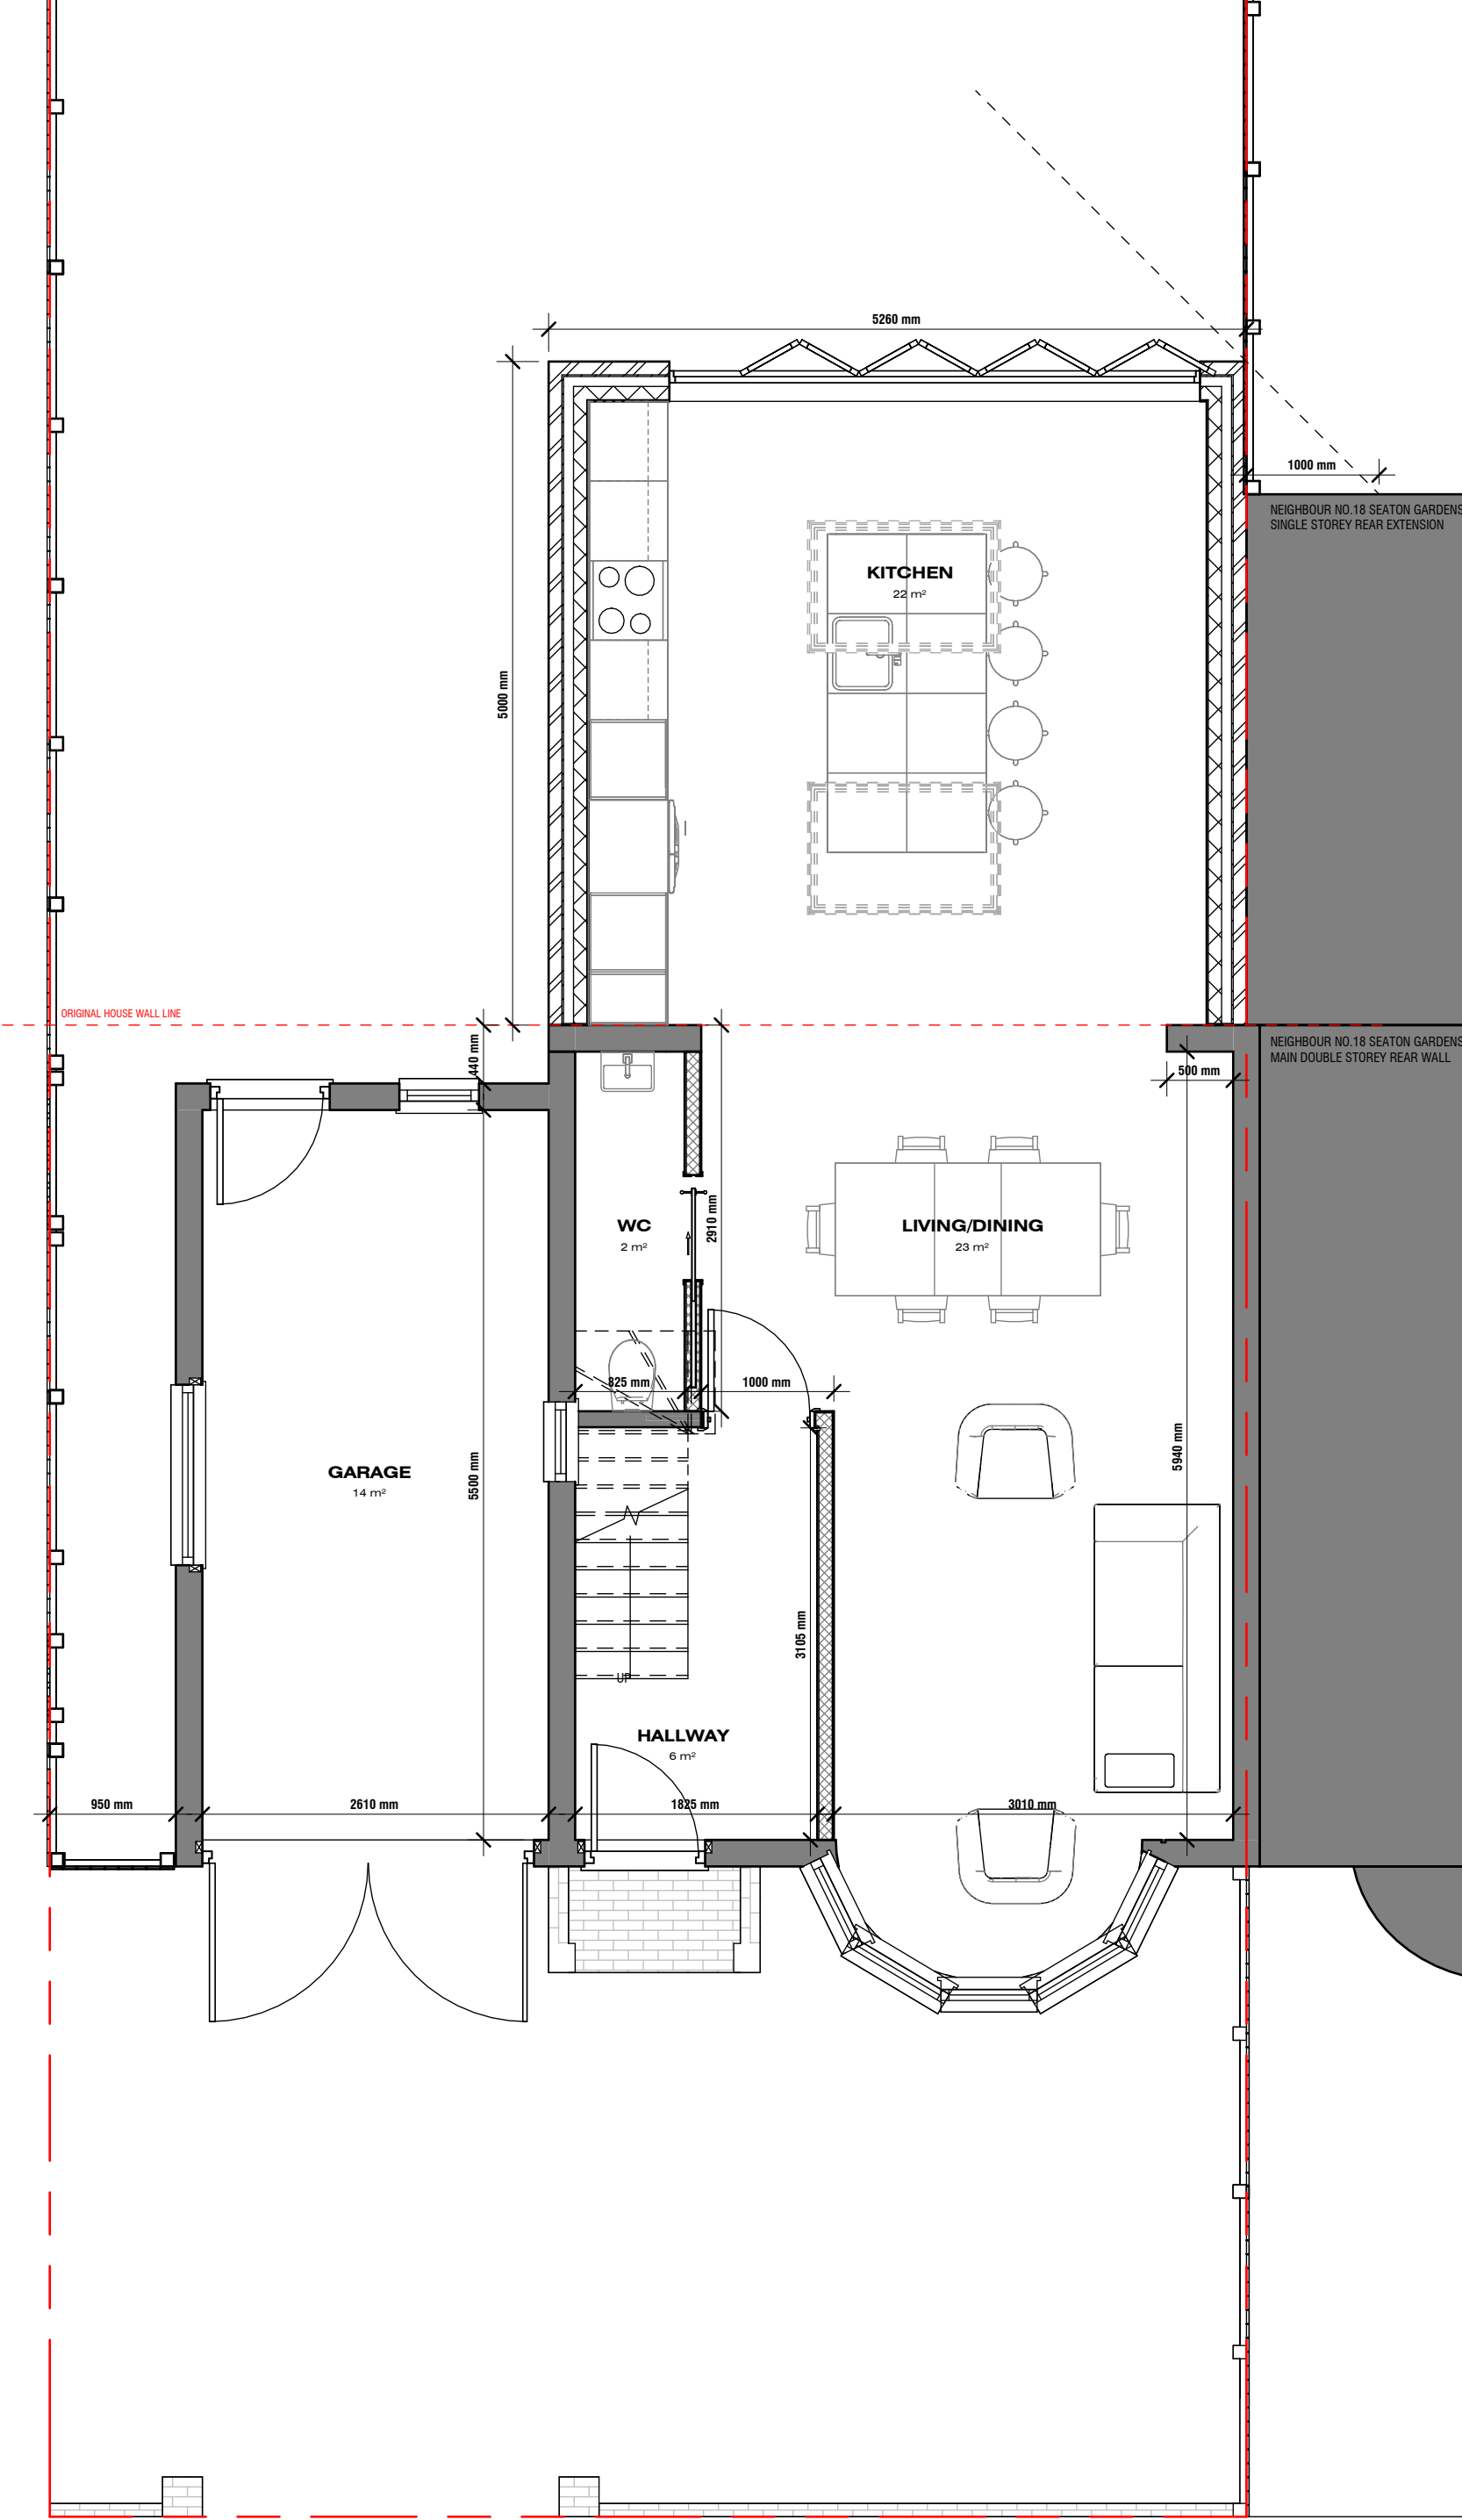 5260 mm
1000 mm
NEIGHBOUR NO.18 SEATON GARDENS
SINGLE STOREY REAR EXTENSION
KITCHEN
22 m²
5000 mm
ORIGINAL HOUSE WALL LINE
440 mm
NEIGHBOUR NO.18 SEATON GARDENS
MAIN DOUBLE STOREY REAR WALL
500 mm
WC
2 m²
2910 mm
LIVING/DINING
23 m²
825 mm
1000 mm
GARAGE
14 m²
5500 mm
5940 mm
3105 mm
UP
HALLWAY
6 m²
950 mm
2610 mm
1825 mm
3010 mm